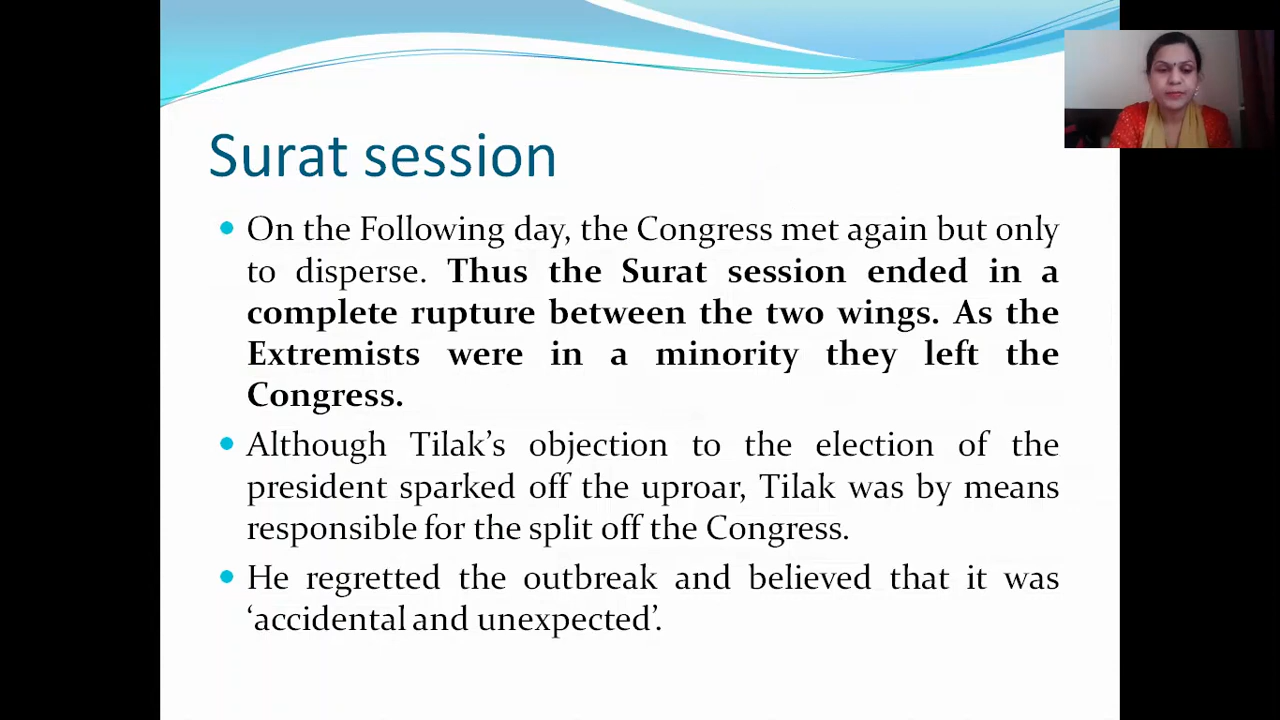 Surat session
On the Following day, the Congress met again but only
to disperse. Thus the Surat session ended in a
complete rupture between the two wings. As the
Extremists were in a minority they left the
Congress.
Although Tilak’s objection to the election of the
president sparked off the uproar, Tilak was by means
responsible for the split off the Congress.
He regretted the outbreak and believed that it was
‘accidental and unexpected’.